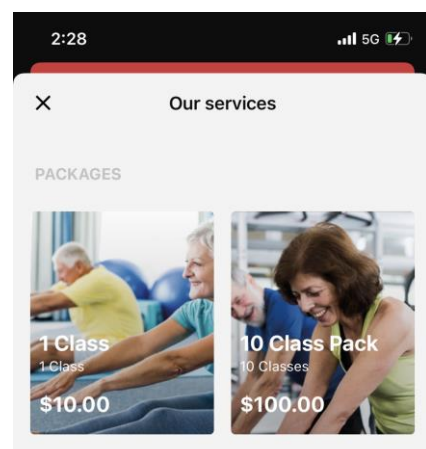 2:28 5G
Our services
PACKAGES
1 Class
1 Class
$10.00
10 Class Pack
10 Classes
$100.00